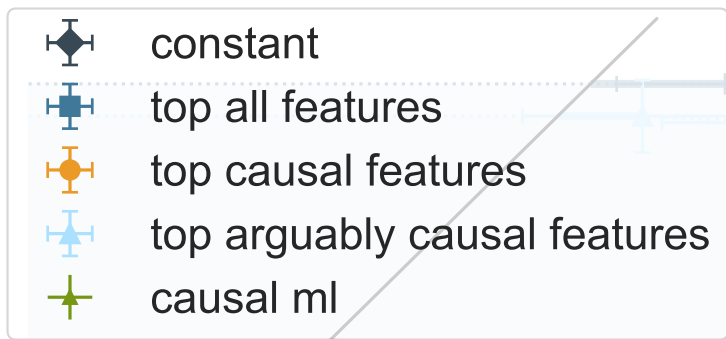 constant
top all features
top causal features
top arguably causal features
causal ml